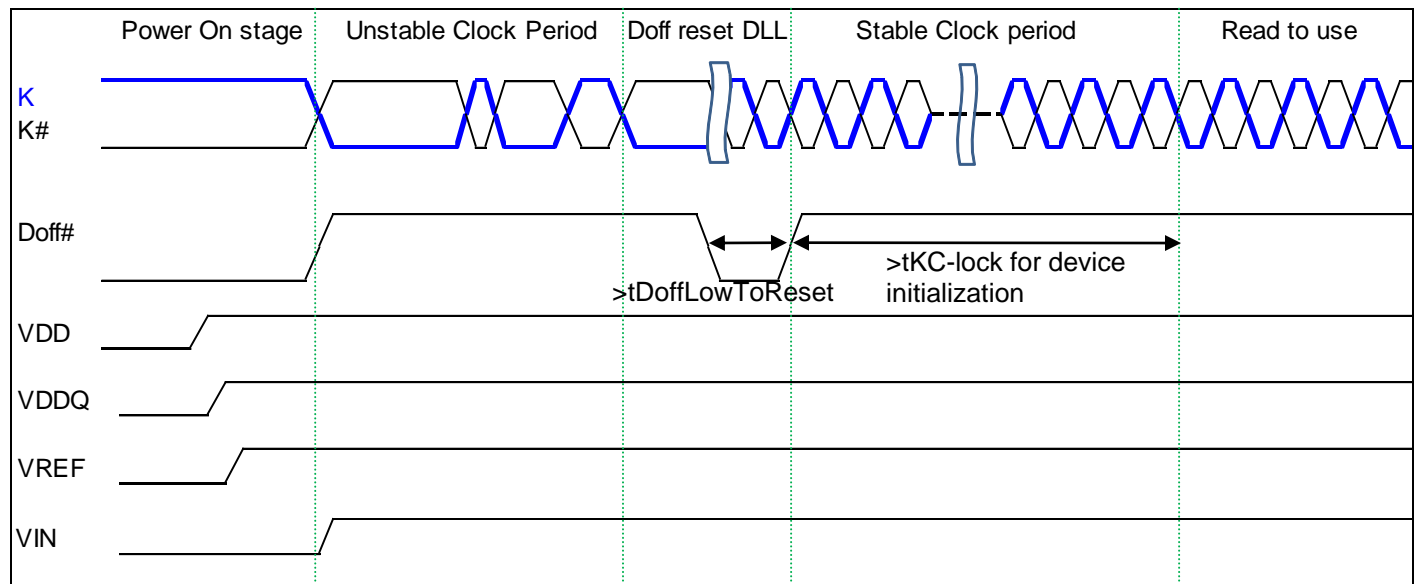 Power On stage
Unstable Clock Period
Doff reset DLL
Stable Clock period
Read to use
K
K#
Doff#
>tDoffLowToReset
>tKC-lock for device
initialization
VDD
VDDQ
VREF
VIN